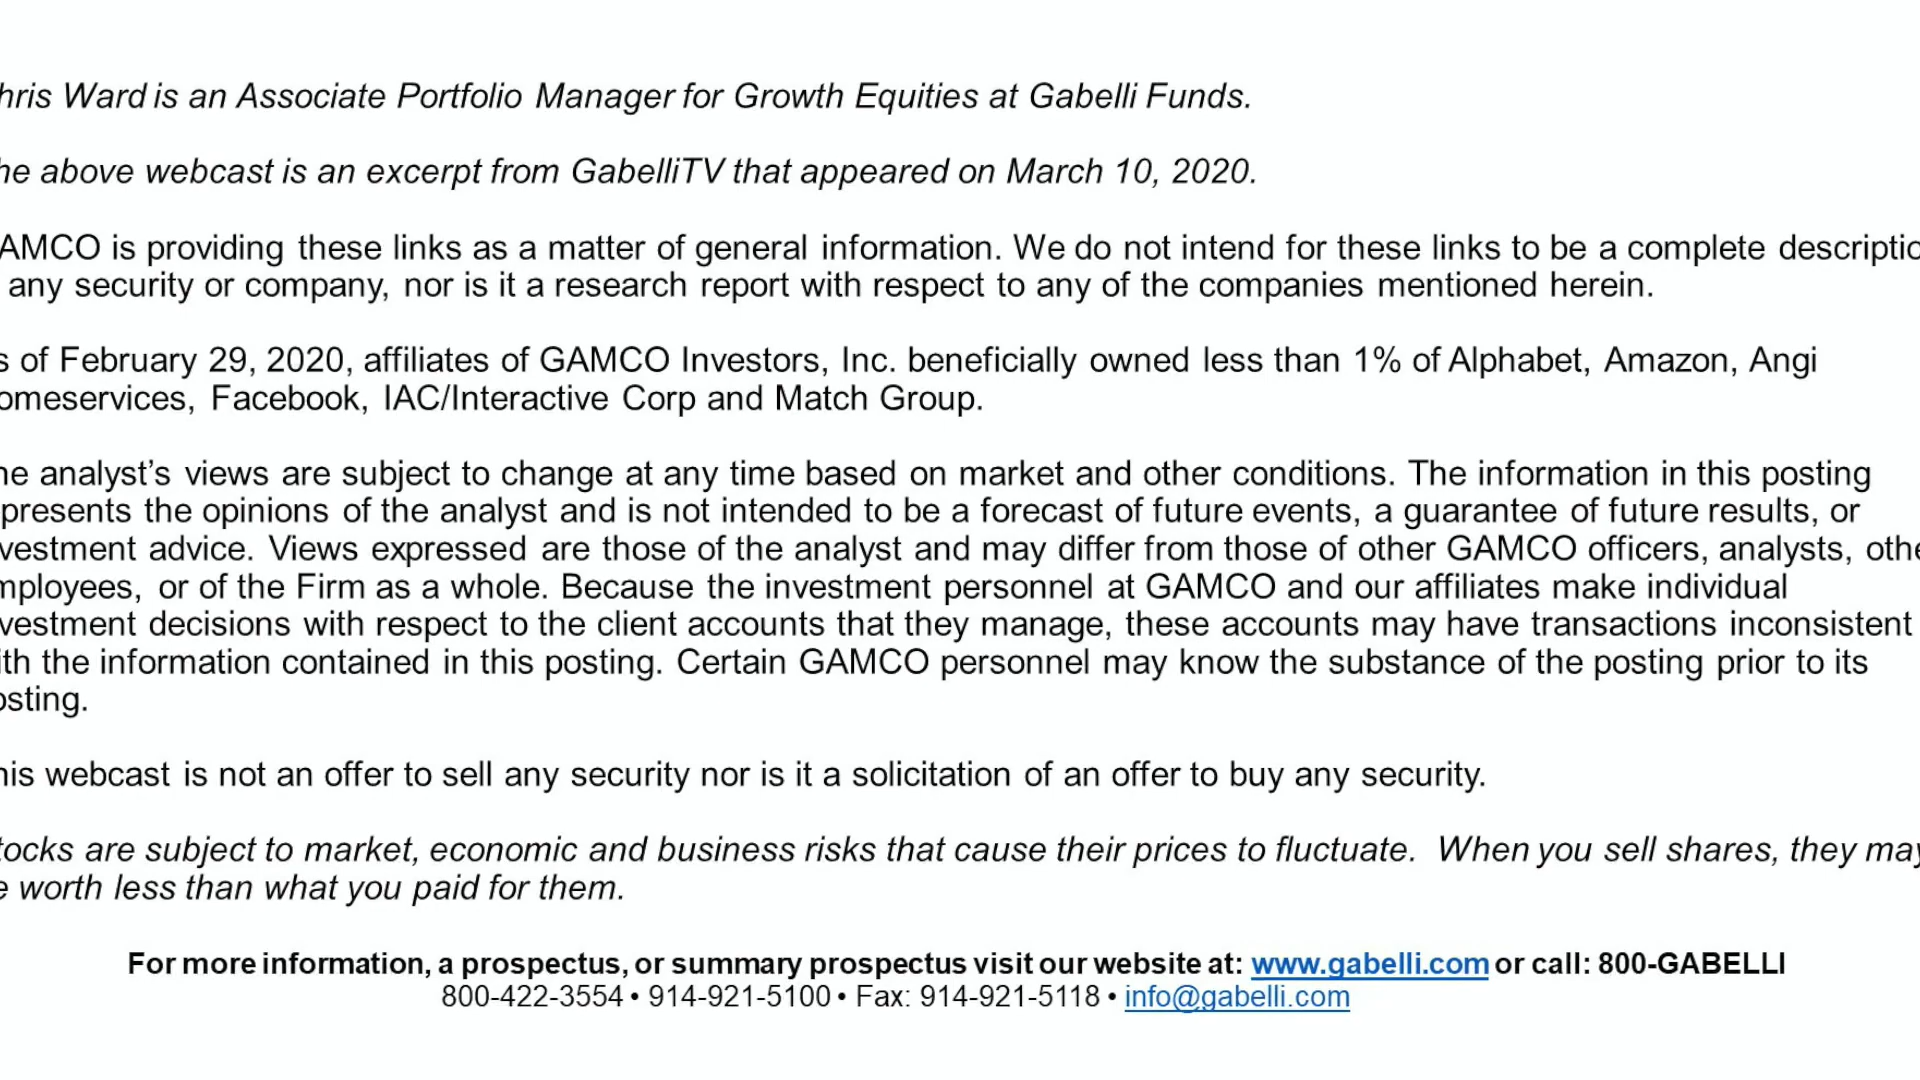 hris Ward is an Associate Portfolio Manager for Growth Equities at Gabelli Funds.
he above webcast is an excerpt from GabelliTV that appeared on March 10, 2020.
AMCO is providing these links as a matter of general information. We do not intend for these links to be a complete descriptio
any security or company, nor is it a research report with respect to any of the companies mentioned herein.
s of February 29, 2020, affiliates of GAMCO Investors, Inc. beneficially owned less than 1% of Alphabet, Amazon, Angi
omeservices, Facebook, IAC/Interactive Corp and Match Group.
he analyst’s views are subject to change at any time based on market and other conditions. The information in this posting
presents the opinions of the analyst and is not intended to be a forecast of future events, a guarantee of future results, or
vestment advice. Views expressed are those of the analyst and may differ from those of other GAMCO officers, analysts, othe
mployees, or of the Firm as a whole. Because the investment personnel at GAMCO and our affiliates make individual
vestment decisions with respect to the client accounts that they manage, these accounts may have transactions inconsistent
ith the information contained in this posting. Certain GAMCO personnel may know the substance of the posting prior to its
osting.
his webcast is not an offer to sell any security nor is it a solicitation of an offer to buy any security.
tocks are subject to market, economic and business risks that cause their prices to fluctuate. When you sell shares, they may
e worth less than what you paid for them.
For more information, a prospectus, or summary prospectus visit our website at: www.gabelli.com or call: 800-GABELLI
800-422-3554 • 914-921-5100 • Fax: 914-921-5118 • info@gabelli.com